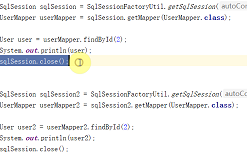 SqlSession sqlSession = SqlSessionFactoryUtil.getSqlSession(
autoCo
UserMapper userMapper = sqlSession.getMapper(UserMapper.class);
User user = userMapper.findById(2);
System.out.println(user);
sqlSession.close();
autoCon
SqlSession sqlSession2 = SqlSessionFactoryUtil.getSqlSession(
UserMapper userMapper2 = sqlSession2.getMapper(UserMapper.class);
User user2 = userMapper2.findById(2);
System.out.println(user2);
sqlSession.close();